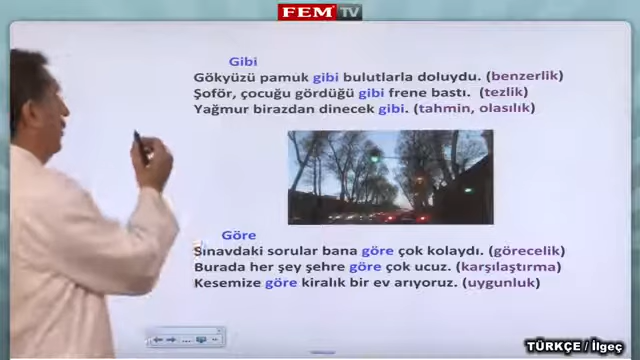 FEM TV
Gibi
Gökyüzü pamuk gibi bulutlarla doluydu. (benzerlik)
Şoför, çocuğu gördüğü gibi frene bastı. (tezlik)
Yağmur birazdan dinecek gibi. (tahmin, olasılık)
Göre
Sınavdaki sorular bana göre çok kolaydı. (görecelik)
Burada her şey şehre göre çok ucuz. (karşılaştırma)
Kesemize göre kiralık bir ev arıyoruz. (uygunluk)
TÜRKÇE / İlgeç